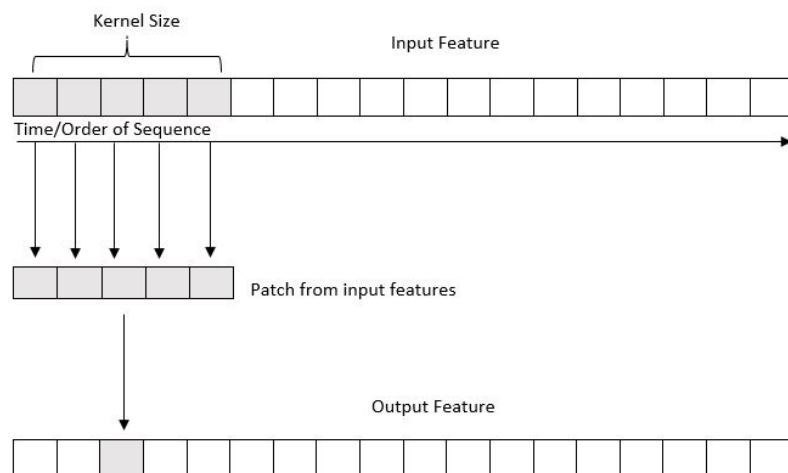 Kernel Size
Input Feature
Time/Order of Sequence
Patch from input features
Output Feature